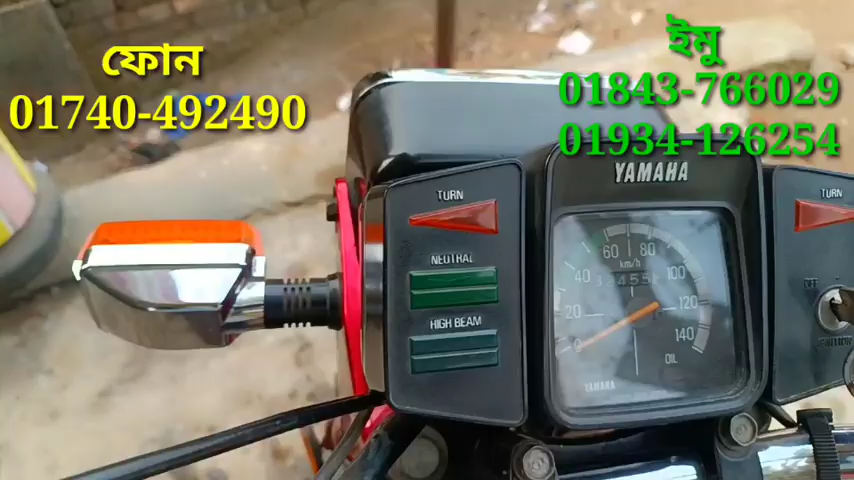 ফোন
01740-492490
ইমু
01843-766029
01934-126254
YAMAHA
TURN
NEUTRAL
HIGH BEAM
60 80
km/h
40 100
20 120
0 140
OIL
YAMAHA
TURN
OFF